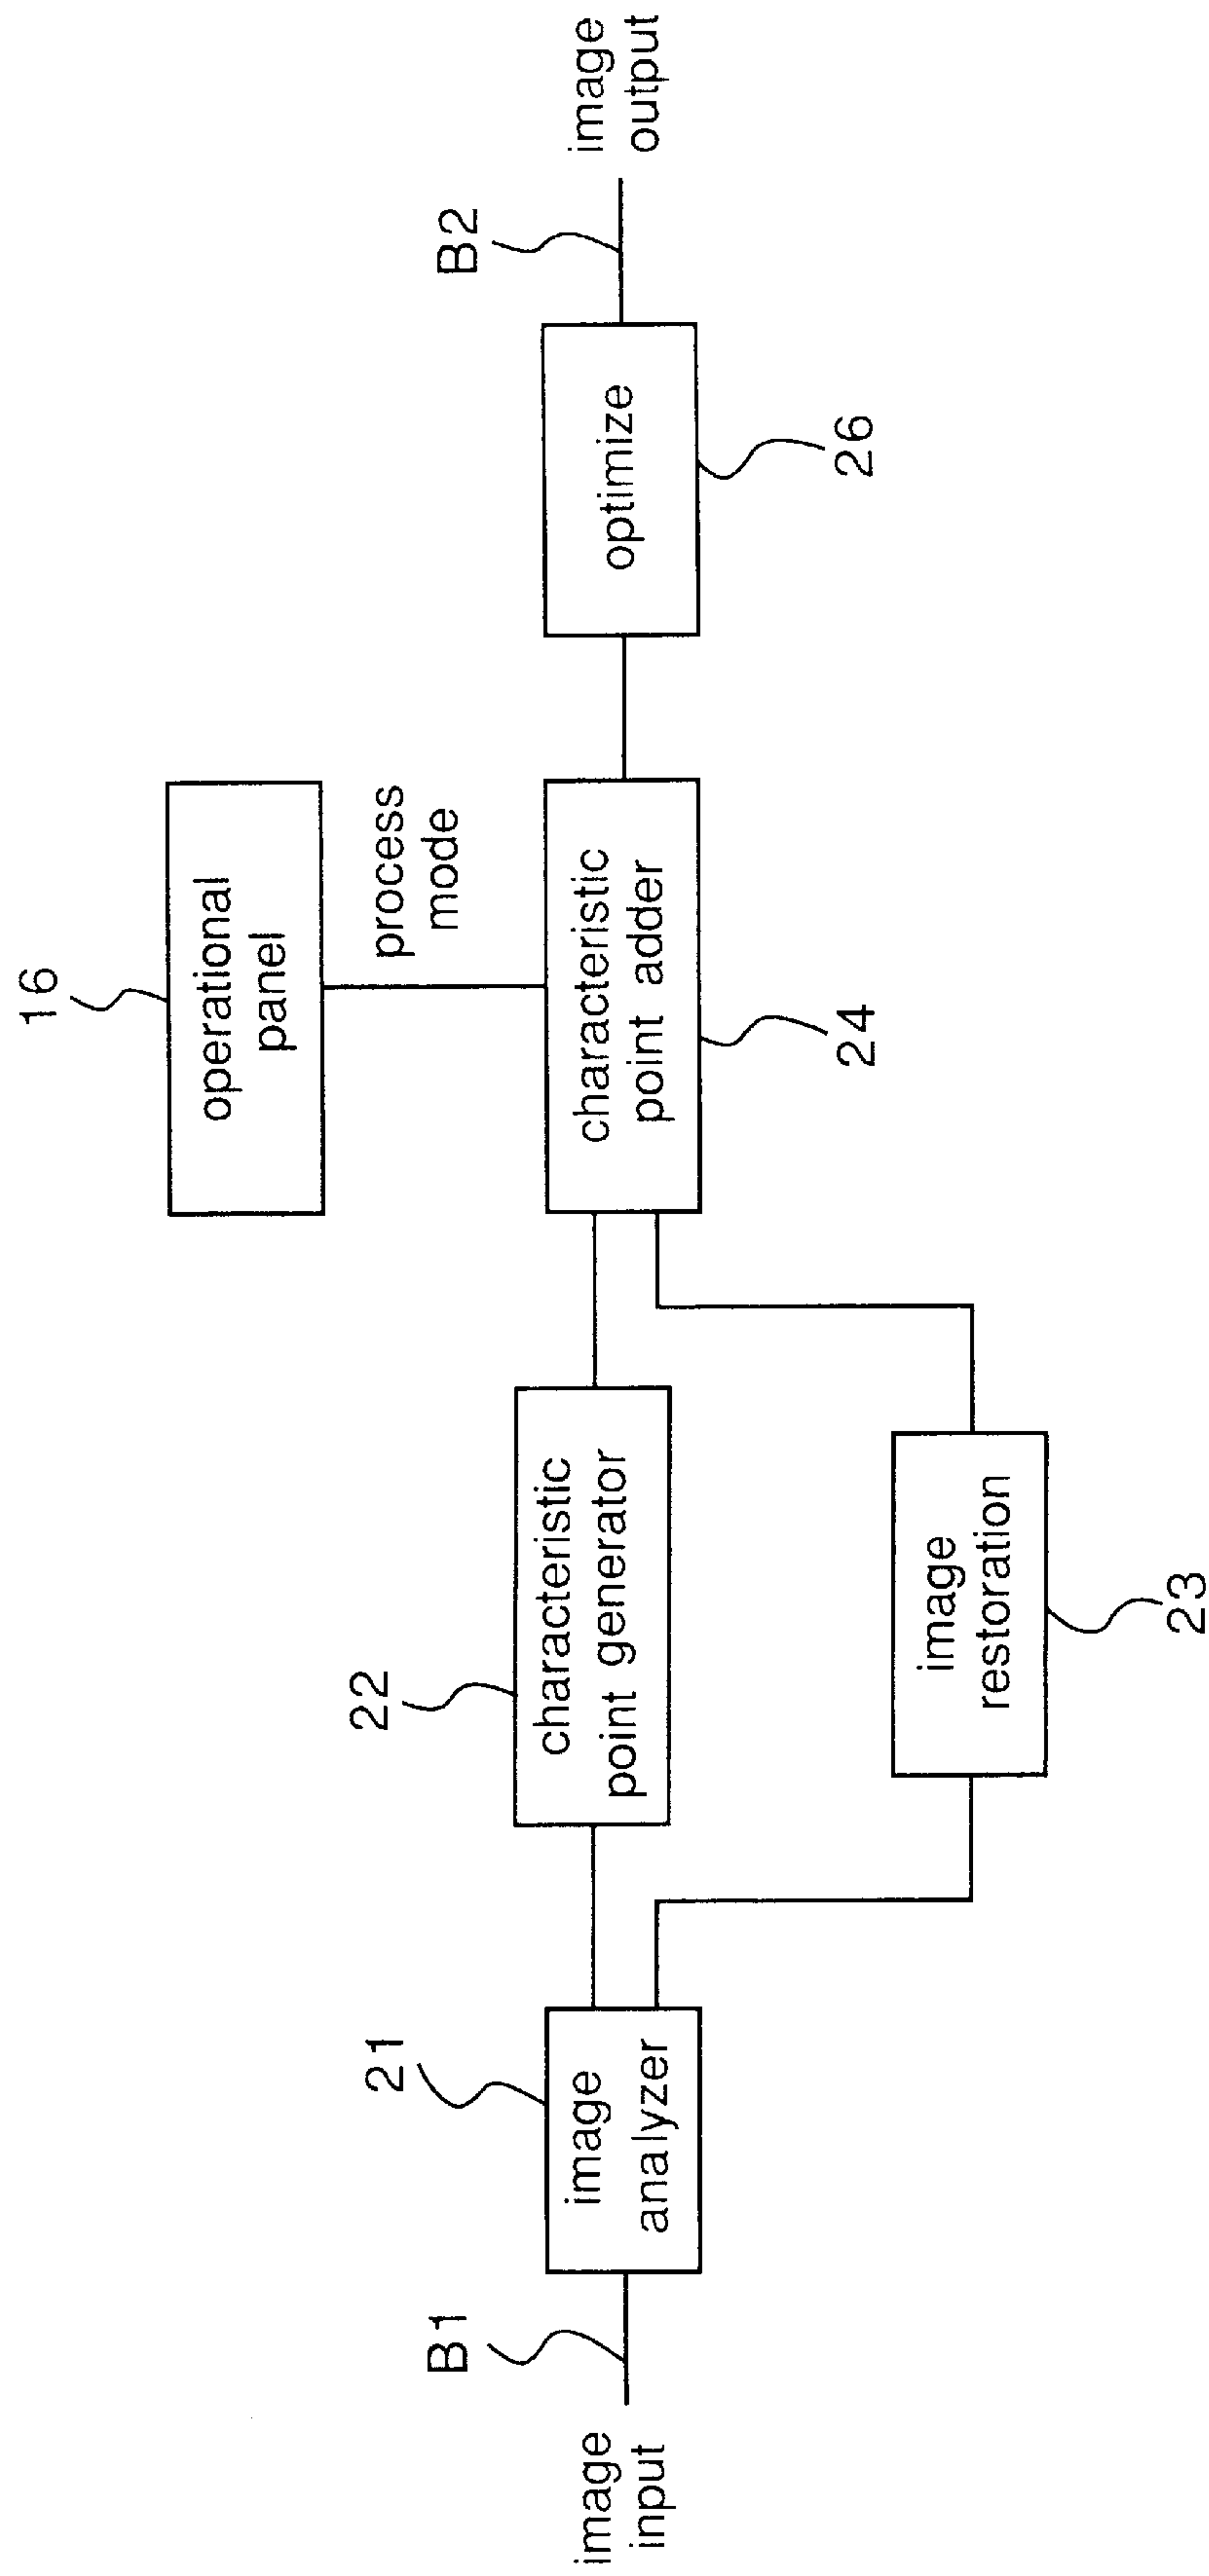 16
operational
panel
process
mode
B1
image
input
21
image
analyzer
22
characteristic
point generator
image
restoration
23
characteristic
point adder
24
optimize
26
B2
image
output